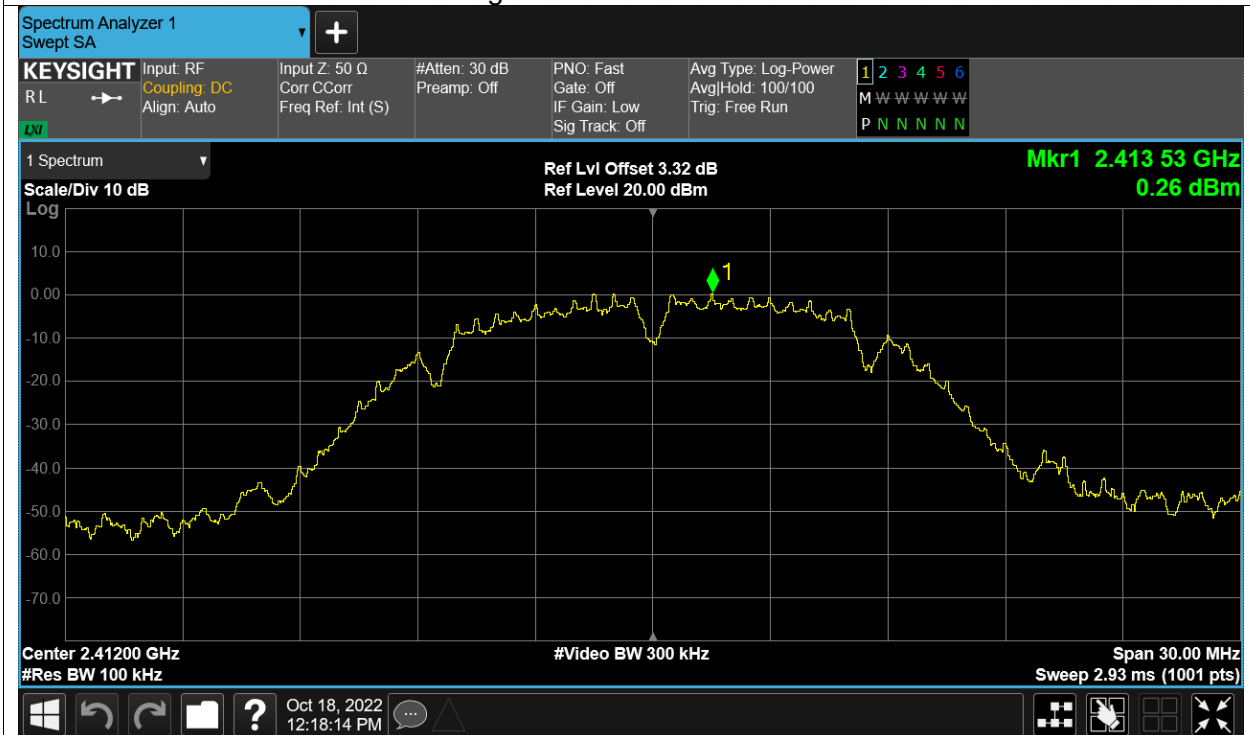 Spectrum Analyzer 1
Swept SA
+
KEYSIGHT Input: RF Input Z: 50 Ω #Atten: 30 dB PNO: Fast Avg Type: Log-Power 1 2 3 4 5 6
RL Coupling: DC Corr CCorr Preamp: Off Gate: Off Avg|Hold: 100/100 M W W W W W
Align: Auto Freq Ref: Int (S) IF Gain: Low Trig: Free Run
LXI Sig Track: Off P N N N N N
1 Spectrum
Ref Lvl Offset 3.32 dB Mkr1 2.413 53 GHz
Scale/Div 10 dB Ref Level 20.00 dBm 0.26 dBm
Log
10.0
1
0.00
-10.0
-20.0
-30.0
-40.0
-50.0
-60.0
-70.0
Center 2.41200 GHz #Video BW 300 kHz Span 30.00 MHz
#Res BW 100 kHz Sweep 2.93 ms (1001 pts)
? Oct 18, 2022
12:18:14 PM